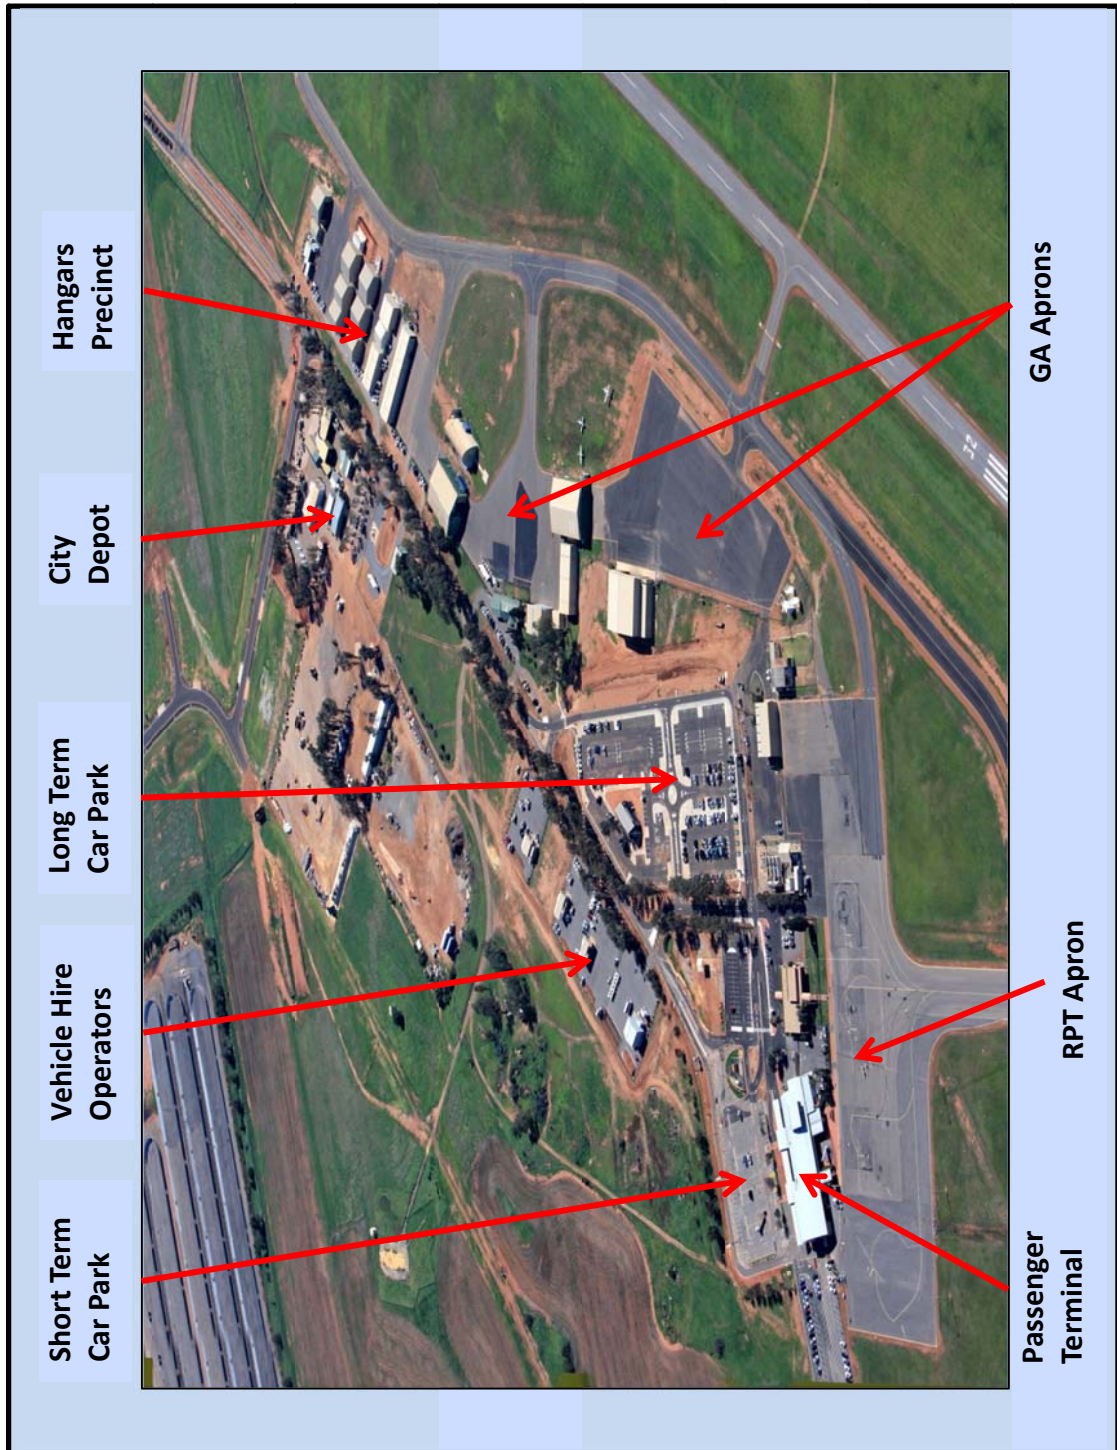 Short Term
Car Park
Vehicle Hire
Operators
Long Term
Car Park
City
Depot
Hangars
Precinct
Passenger
Terminal
RPT Apron
GA Aprons
32